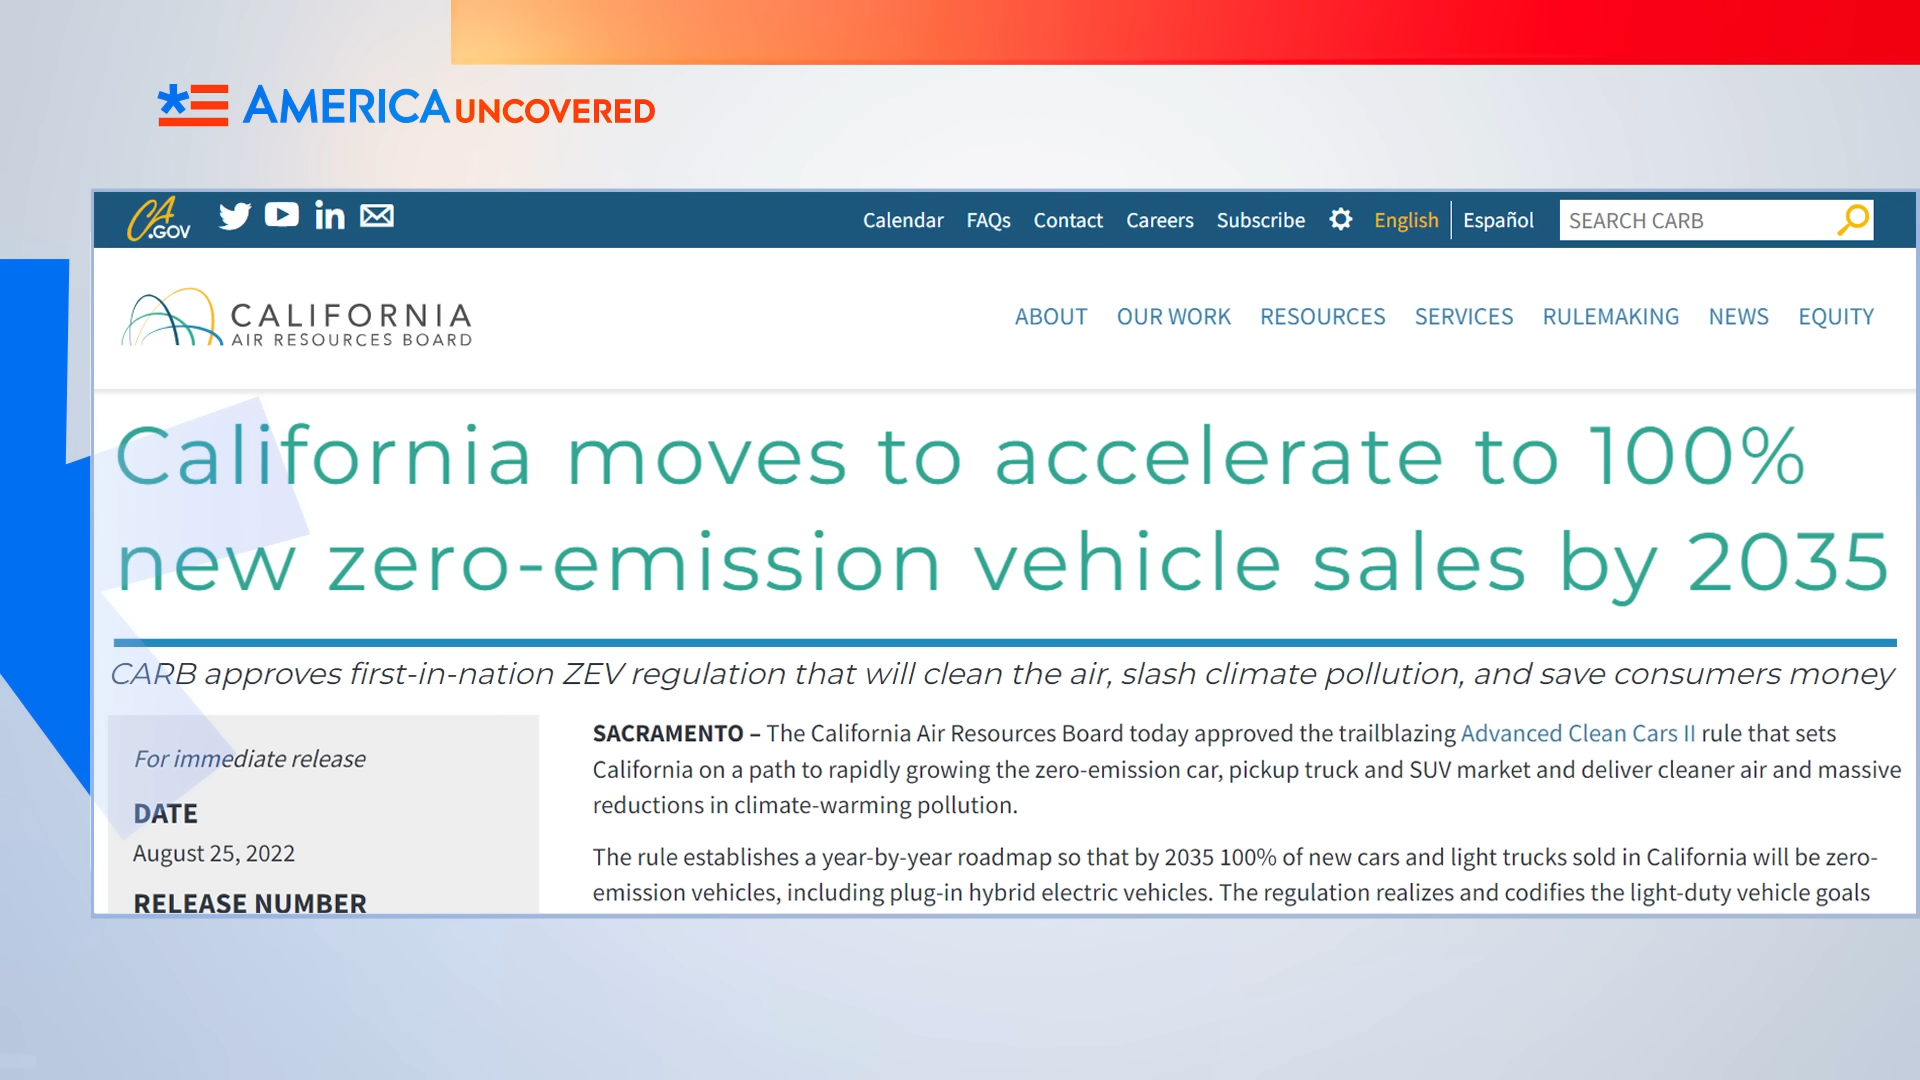 AMERICA UNCOVERED
CA.GOV
Calendar FAQs Contact Careers Subscribe English Español SEARCH CARB
CALIFORNIA
AIR RESOURCES BOARD
ABOUT OUR WORK RESOURCES SERVICES RULEMAKING NEWS EQUITY
California moves to accelerate to 100%
new zero-emission vehicle sales by 2035
CARB approves first-in-nation ZEV regulation that will clean the air, slash climate pollution, and save consumers money
For immediate release
DATE
August 25, 2022
RELEASE NUMBER
SACRAMENTO – The California Air Resources Board today approved the trailblazing Advanced Clean Cars II rule that sets
California on a path to rapidly growing the zero-emission car, pickup truck and SUV market and deliver cleaner air and massive
reductions in climate-warming pollution.
The rule establishes a year-by-year roadmap so that by 2035 100% of new cars and light trucks sold in California will be zero-
emission vehicles, including plug-in hybrid electric vehicles. The regulation realizes and codifies the light-duty vehicle goals